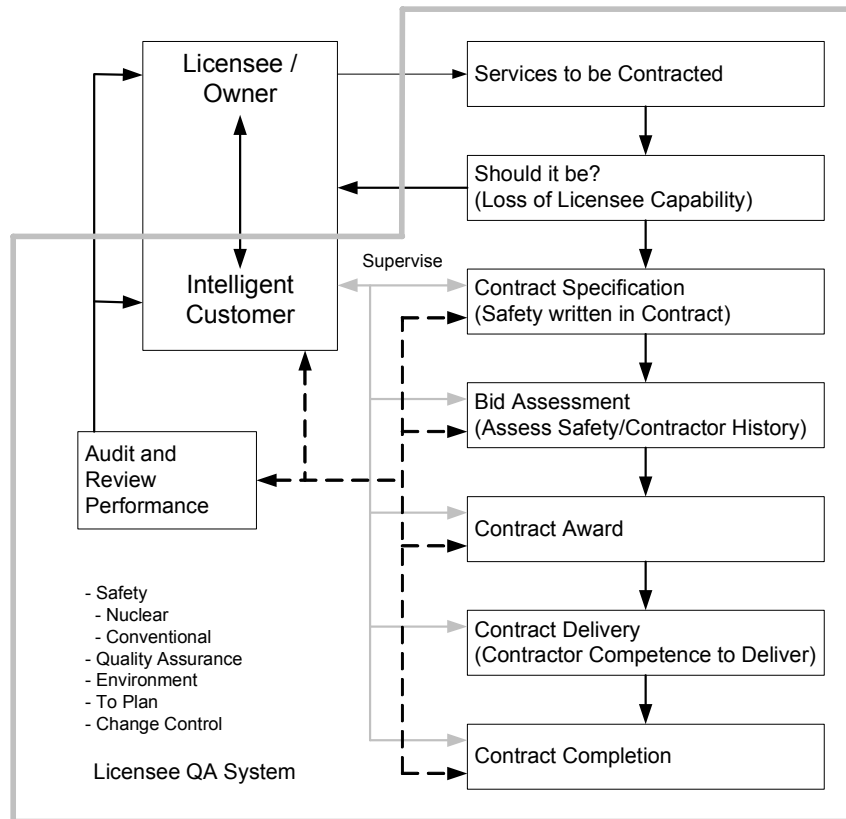 Licensee /
Owner
Services to be Contracted
Should it be?
(Loss of Licensee Capability)
Supervise
Intelligent
Customer
Contract Specification
(Safety written in Contract)
Bid Assessment
(Assess Safety/Contractor History)
Audit and
Review
Performance
Contract Award
- Safety
- Nuclear
- Conventional
- Quality Assurance
- Environment
- To Plan
- Change Control
Contract Delivery
(Contractor Competence to Deliver)
Contract Completion
Licensee QA System